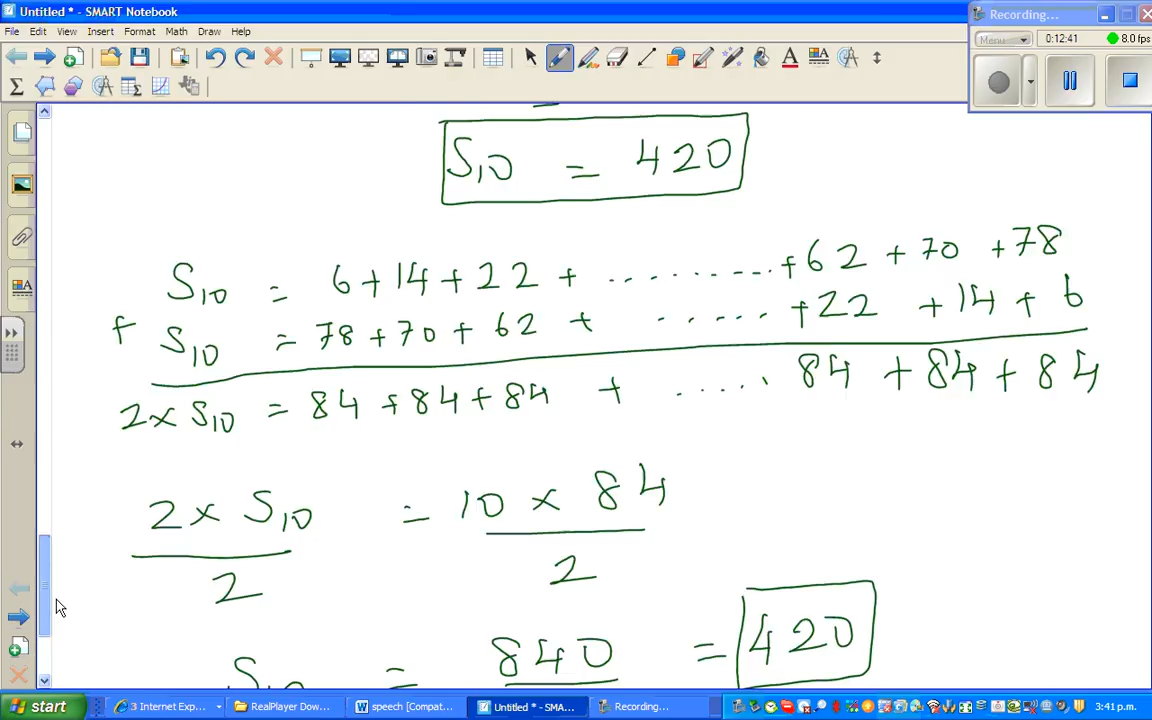 Untitled * - SMART Notebook
Recording...
File Edit View Insert Format Math Draw Help
Menu 0:12:41 8.0 fps
S10 = 420
S10 = 6+14+22 + ............ +62 +70 +78
+ S10 = 78+70+ 62 + ...... +22 +14 + 6
2x S10 = 84 +84+84 + ..... 84 +84+84
2 x S10 = 10 x 84
2 2
S10 = 840 = 420
start 3 Internet Exp... RealPlayer Dow... speech [Compat... Untitled * - SMA... Recording... 3:41 p.m.